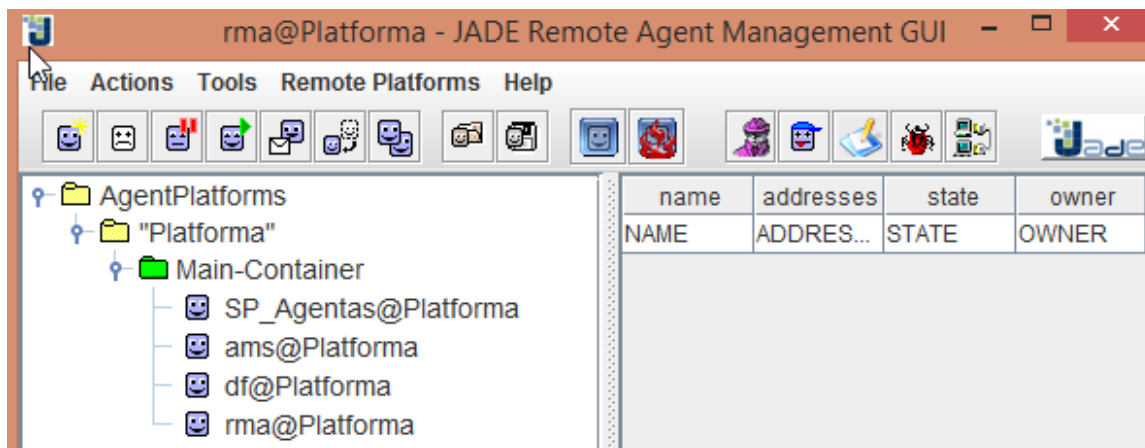 rma@Platforma - JADE Remote Agent Management GUI
File Actions Tools Remote Platforms Help
Jade
AgentPlatforms
"Platforma"
Main-Container
SP_Agentas@Platforma
ams@Platforma
df@Platforma
rma@Platforma
name addresses state owner
NAME ADDRES... STATE OWNER